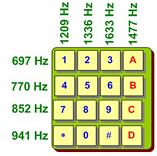 1209 Hz
1336 Hz
1633 Hz
1477 Hz
697 Hz 1 2 3 A
770 Hz 4 5 6 B
852 Hz 7 8 9 C
941 Hz * 0 # D